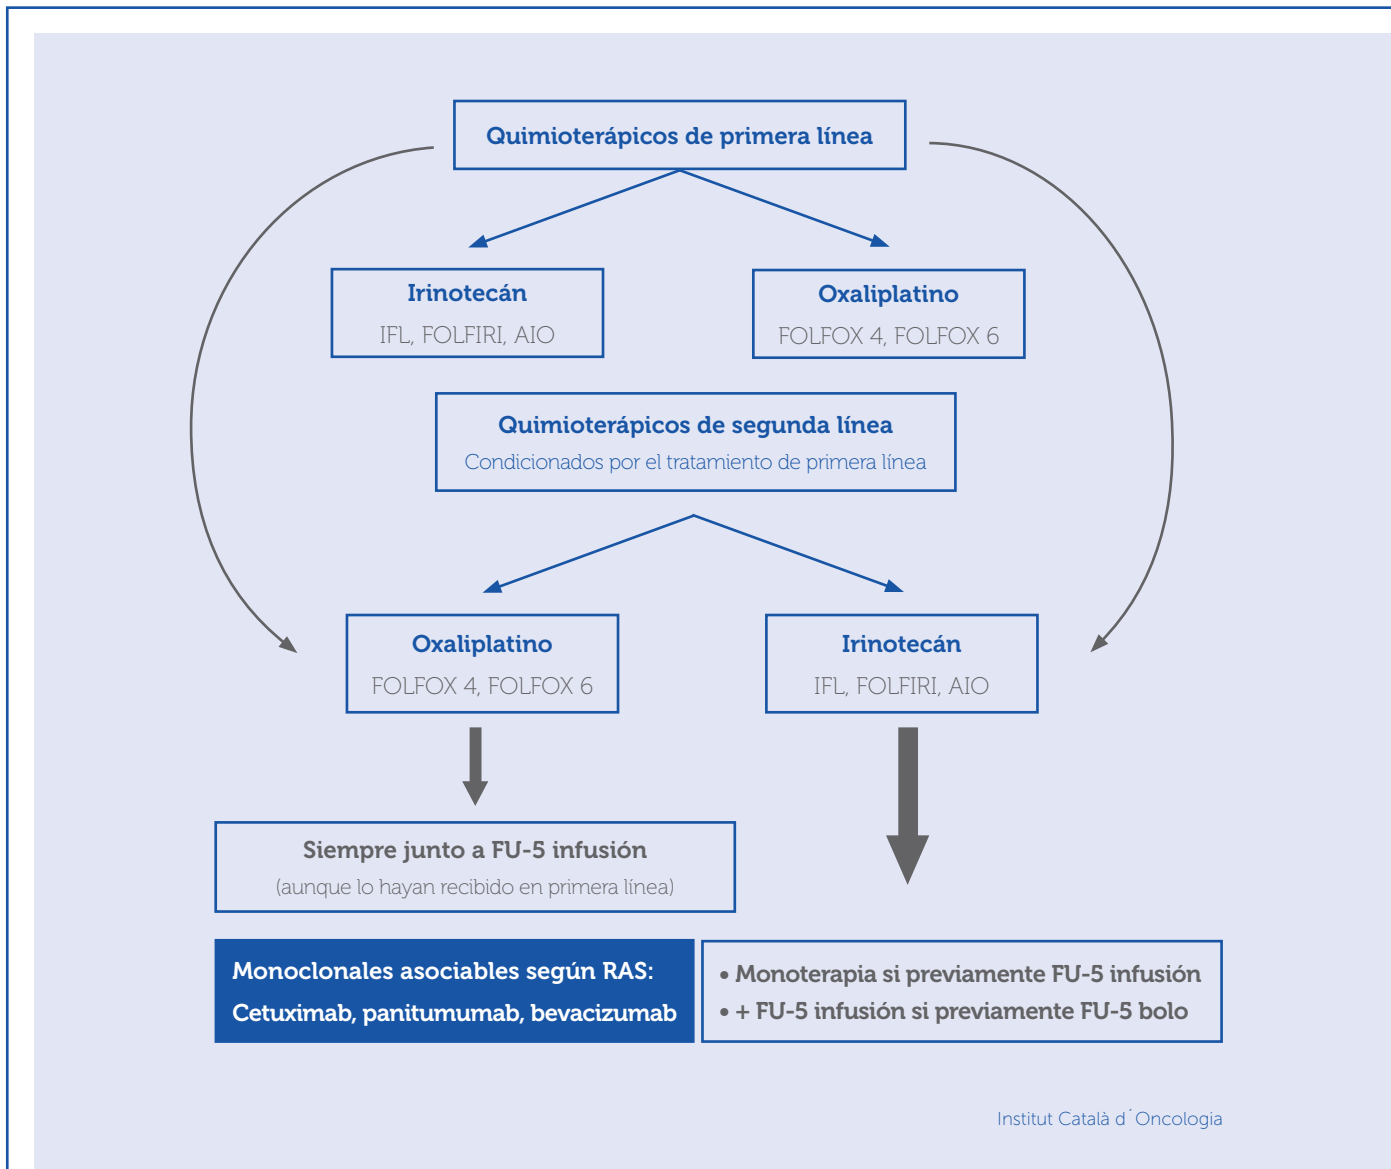 Quimioterápicos de primera línea
Irinotecán
IFL, FOLFIRI, AIO
Oxaliplatino
FOLFOX 4, FOLFOX 6
Quimioterápicos de segunda línea
Condicionados por el tratamiento de primera línea
Oxaliplatino
FOLFOX 4, FOLFOX 6
Irinotecán
IFL, FOLFIRI, AIO
Siempre junto a FU-5 infusión
(aunque lo hayan recibido en primera línea)
Monoclonales asociables según RAS:
Cetuximab, panitumumab, bevacizumab
• Monoterapia si previamente FU-5 infusión
• + FU-5 infusión si previamente FU-5 bolo
Institut Català d´Oncologia